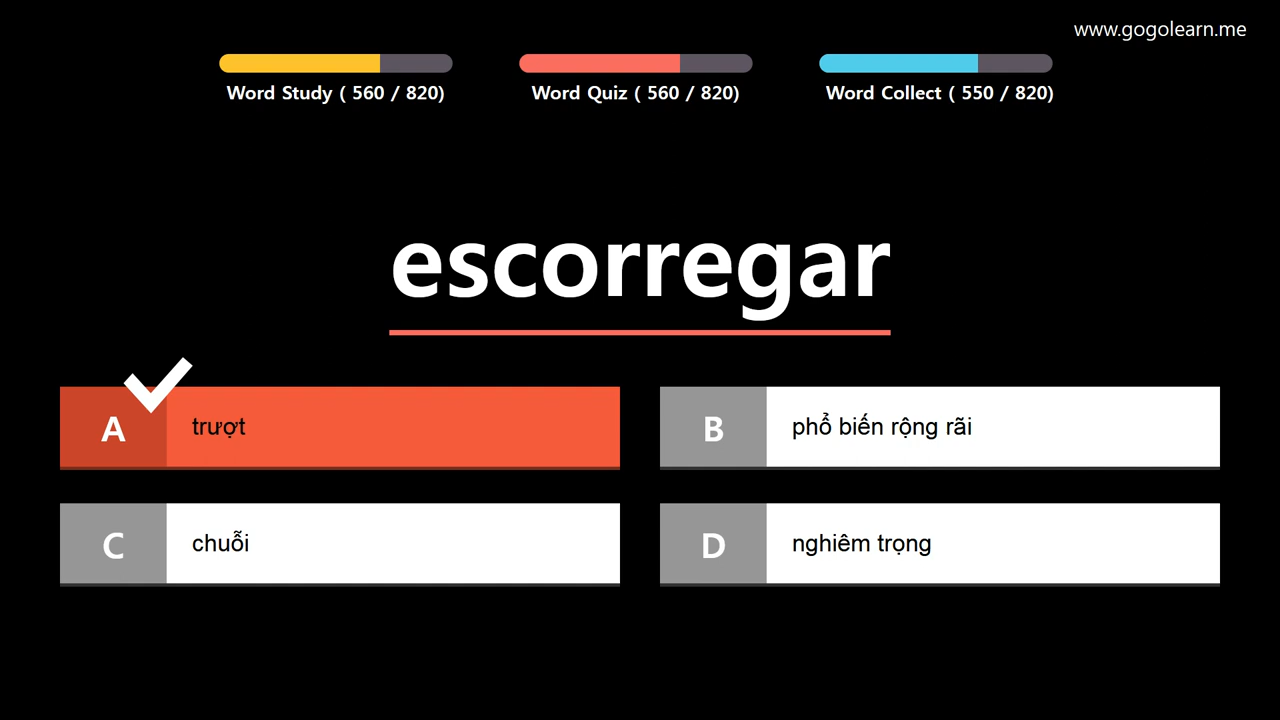 www.gogolearn.me
Word Study ( 560 / 820)
Word Quiz ( 560 / 820)
Word Collect ( 550 / 820)
escorregar
A trượt
B phổ biến rộng rãi
C chuỗi
D nghiêm trọng